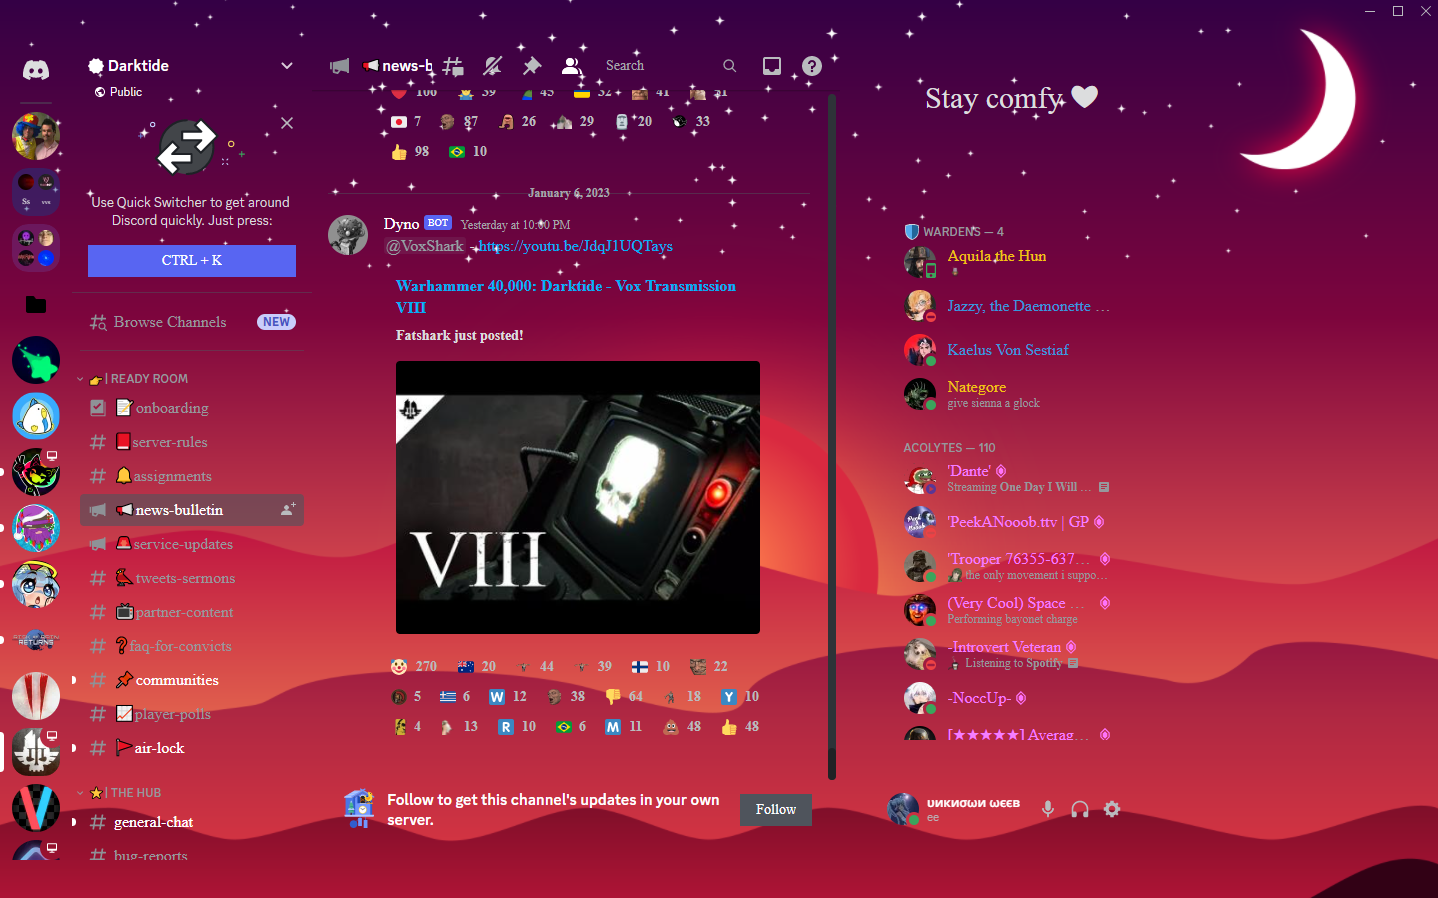 Darktide
Public
Use Quick Switcher to get around
Discord quickly. Just press:
CTRL + K
Browse Channels
NEW
| READY ROOM
onboarding
server-rules
assignments
news-bulletin
service-updates
tweets-sermons
partner-content
faq-for-convicts
communities
player-polls
air-lock
| THE HUB
general-chat
bug-reports
news-b
Search
Stay comfy
106 39 45 32 41 31
7 87 26 29 20 33
98 10
January 6, 2023
Dyno BOT Yesterday at 10:00 PM
@VoxShark - https://youtu.be/JdqJ1UQTays
Warhammer 40,000: Darktide - Vox Transmission
VIII
Fatshark just posted!
VIII
270 20 44 39 10 22
5 6 W 12 38 64 18 Y 10
4 13 R 10 6 M 11 48 48
Follow to get this channel's updates in your own
server.
Follow
WARDENS — 4
Aquila the Hun
Jazzy, the Daemonette …
Kaelus Von Sestiaf
Nategore
give sienna a glock
ACOLYTES — 110
'Dante'
Streaming One Day I Will ...
'PeekANooob.ttv | GP
'Trooper 76355-637…
the only movement i suppo…
(Very Cool) Space …
Performing bayonet charge
-Introvert Veteran
Listening to Spotify
-NoccUp-
[★★★★★] Averag…
υикиσωи ωєєв
ee